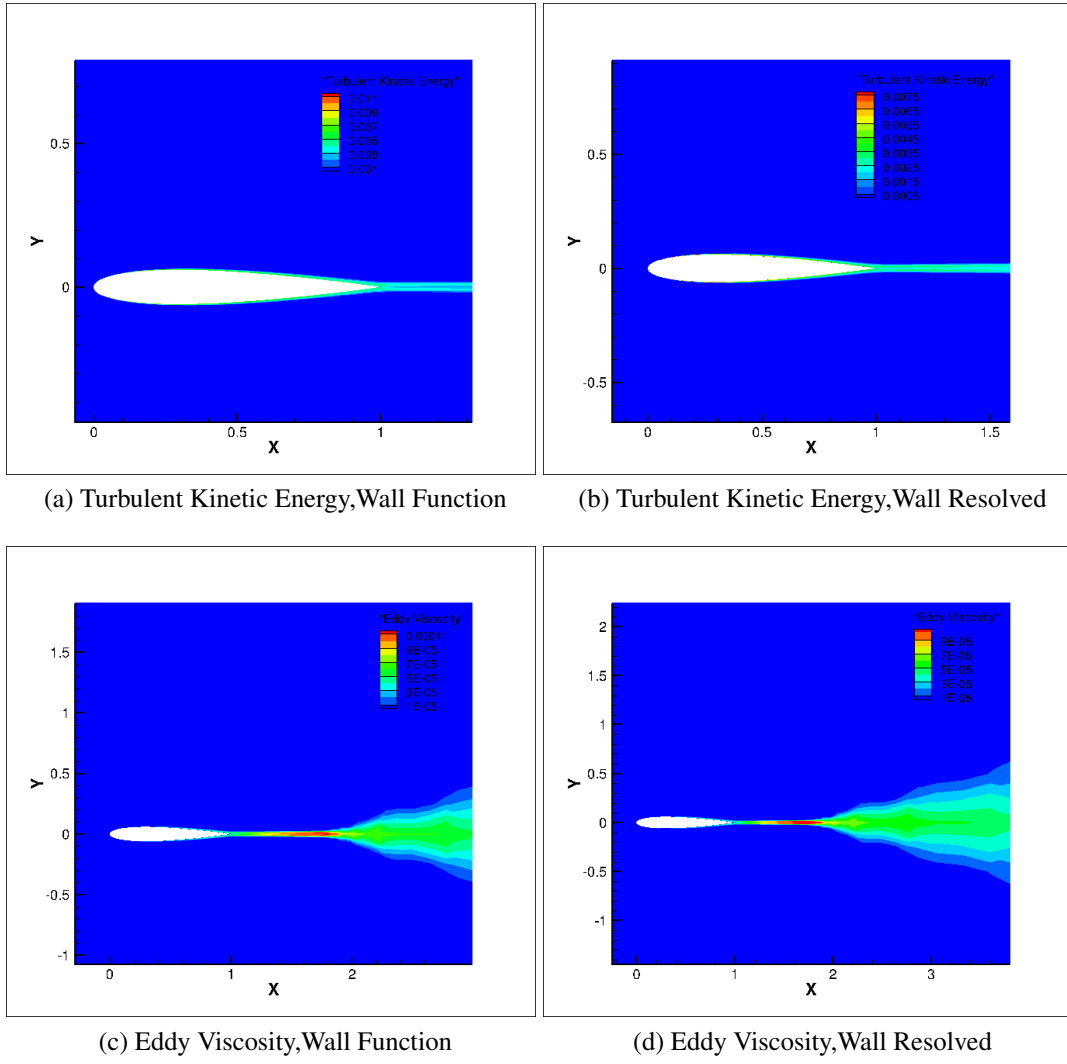 "Turbulent Kinetic Energy"
0.011
0.009
0.007
0.005
0.003
0.001
0.5
Y
0
0
0.5
1
X
"Turbulent Kinetic Energy"
0.0075
0.0065
0.0055
0.0045
0.0035
0.0025
0.0015
0.0005
0.5
Y
0
-0.5
0
0.5
1
1.5
X
(a) Turbulent Kinetic Energy,Wall Function
(b) Turbulent Kinetic Energy,Wall Resolved
"Eddy Viscosity"
0.00011
9E-05
7E-05
5E-05
3E-05
1E-05
1.5
1
Y
0.5
0
-0.5
-1
0
1
2
X
"Eddy Viscosity"
9E-05
7E-05
5E-05
3E-05
1E-05
2
1.5
1
Y
0.5
0
-0.5
-1
0
1
2
3
X
(c) Eddy Viscosity,Wall Function
(d) Eddy Viscosity,Wall Resolved